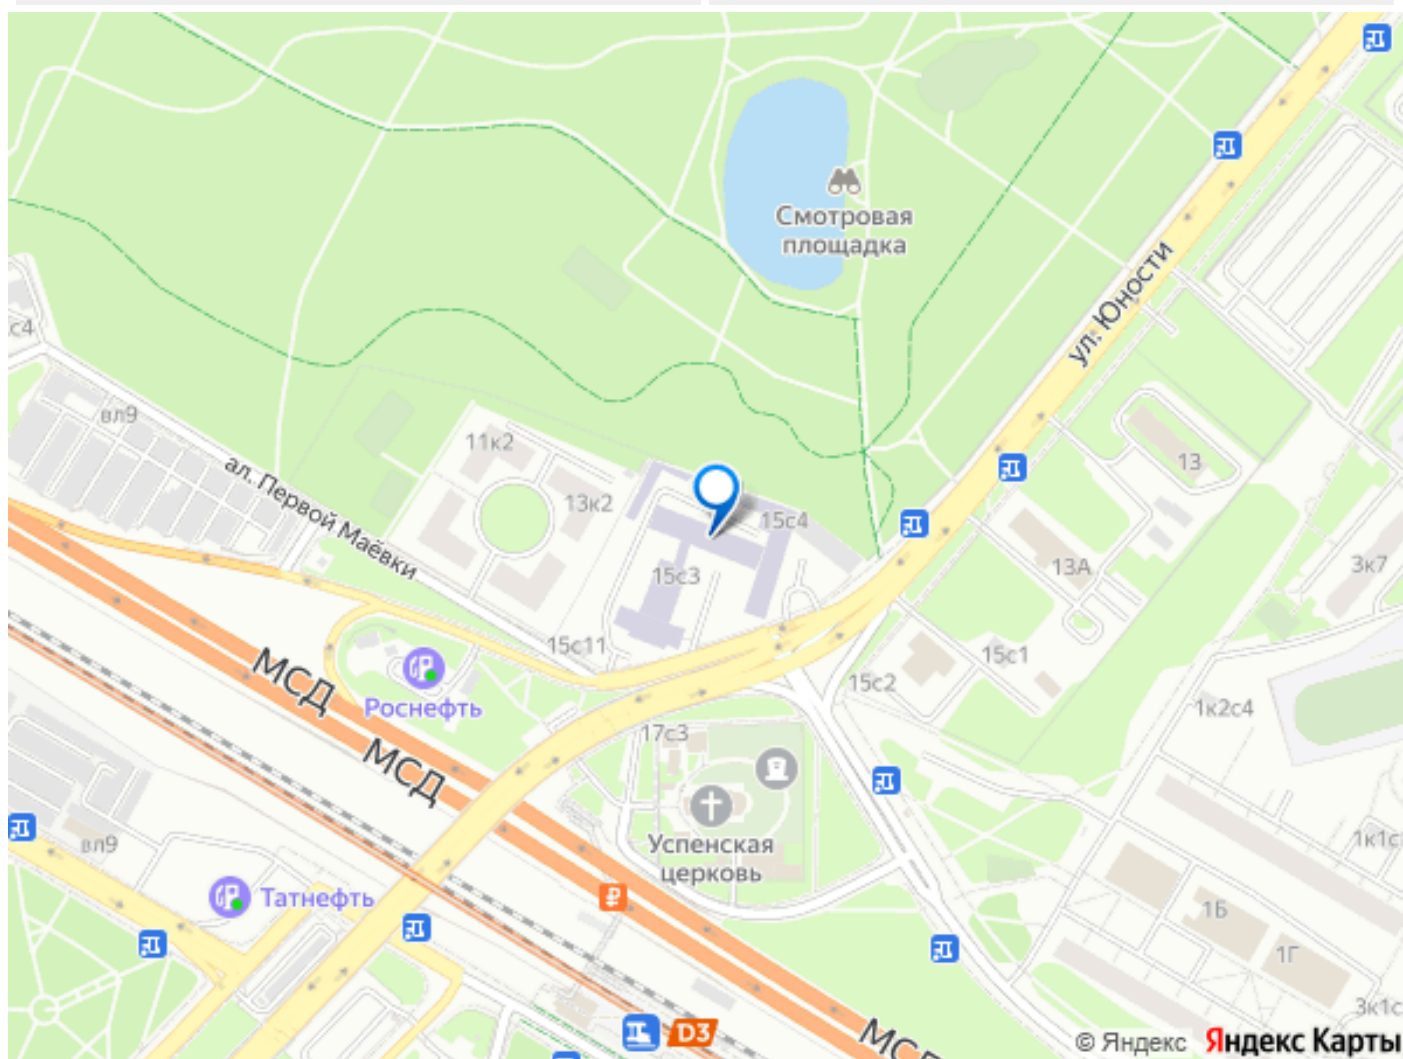 Смотровая
площадка
ул. Юности
с4
вл9
ал. Первой Маёвки
11к2
13к2
15с4
15с3
13
13А
3к7
15с11
15с1
15с2
МСД
Роснефть
1к2с4
17с3
МСД
Успенская
церковь
вл9
1к1с
Татнефть
₽
1Б
1Г
3к1с
D3
МСД
© Яндекс Яндекс Карты